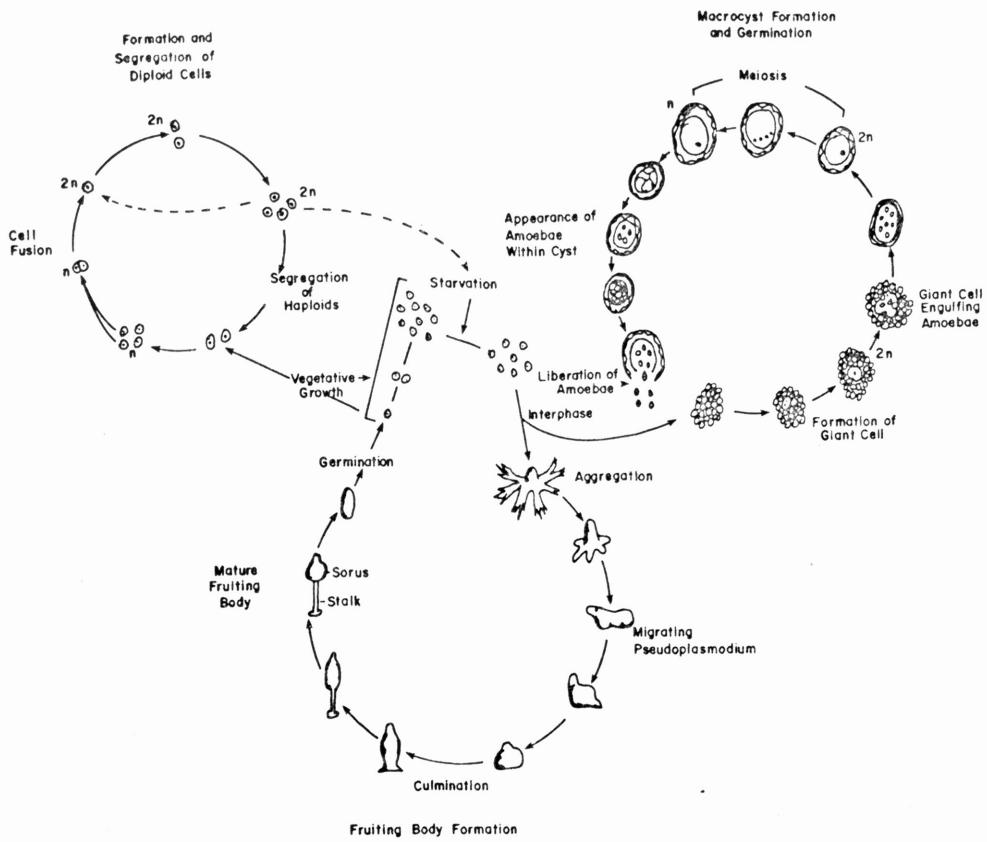 Macrocyst Formation
and Germination
Formation and
Segregation of
Diploid Cells
Meiosis
n
2n
2n
2n
2n
Cell
Fusion
n
Segregation
of
Haploids
n
Appearance of
Amoebae
Within Cyst
Starvation
Giant Cell
Engulfing
Amoebae
2n
Vegetative
Growth
Liberation of
Amoebae
Interphase
Formation of
Giant Cell
Germination
Aggregation
Mature
Fruiting
Body
Sorus
Stalk
Migrating
Pseudoplasmodium
Culmination
Fruiting Body Formation